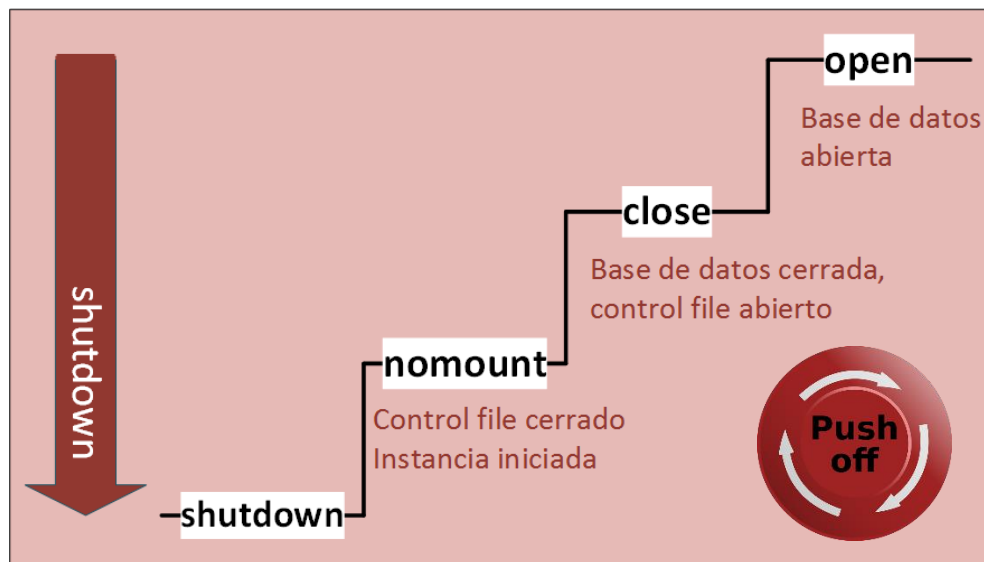 open
Base de datos
abierta
close
Base de datos cerrada,
control file abierto
nomount
Control file cerrado
Instancia iniciada
shutdown
shutdown
Push
off